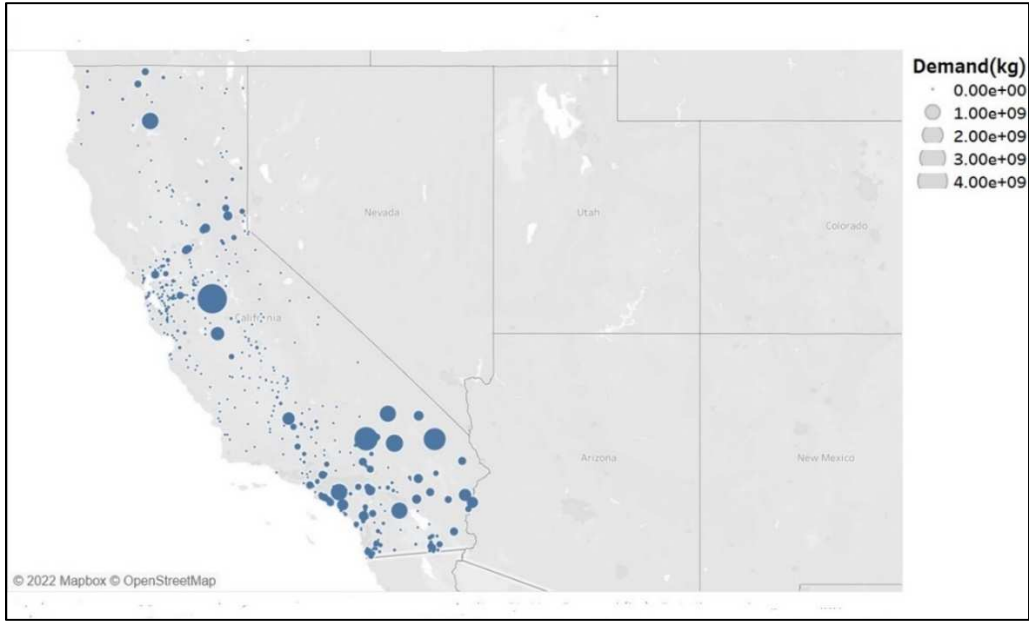 Demand(kg)
0.00e+00
1.00e+09
2.00e+09
3.00e+09
4.00e+09
Nevada
Utah
Colorado
California
Arizona
New Mexico
© 2022 Mapbox © OpenStreetMap